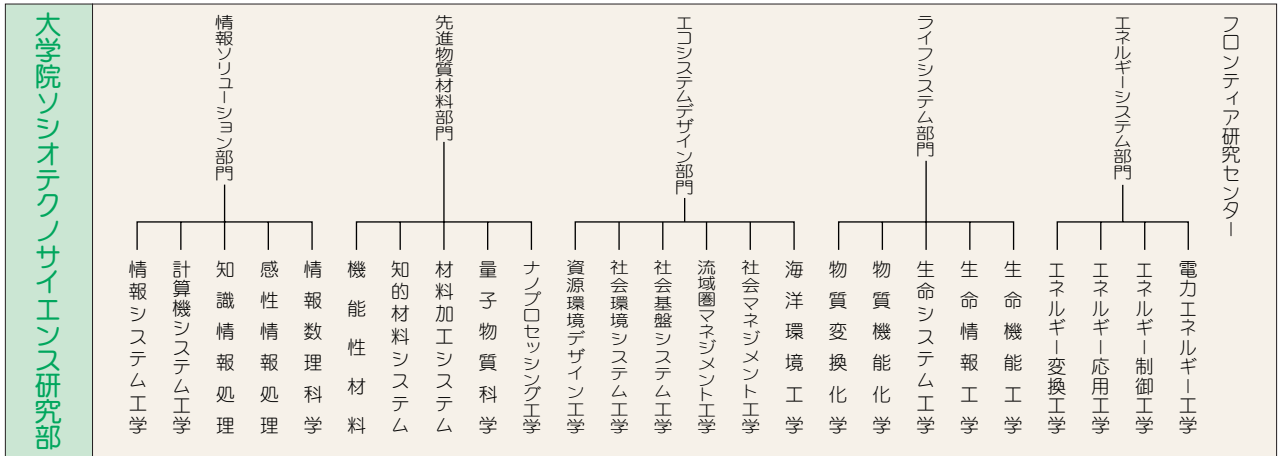 大学院ソシオテクノサイエンス研究部
情報ソリューション部門
情報システム工学
計算機システム工学
知識情報処理
感性情報処理
情報数理科学
先進物質材料部門
機能性材料
知的材料システム
材料加工システム
量子物質科学
ナノプロセッシング工学
エコシステムデザイン部門
資源環境デザイン工学
社会環境システム工学
社会基盤システム工学
流域圏マネジメント工学
社会マネジメント工学
海洋環境工学
ライフシステム部門
物質変換化学
物質機能化学
生命システム工学
生命情報工学
生命機能工学
エネルギーシステム部門
エネルギー変換工学
エネルギー応用工学
エネルギー制御工学
電力エネルギー工学
フロンティア研究センター